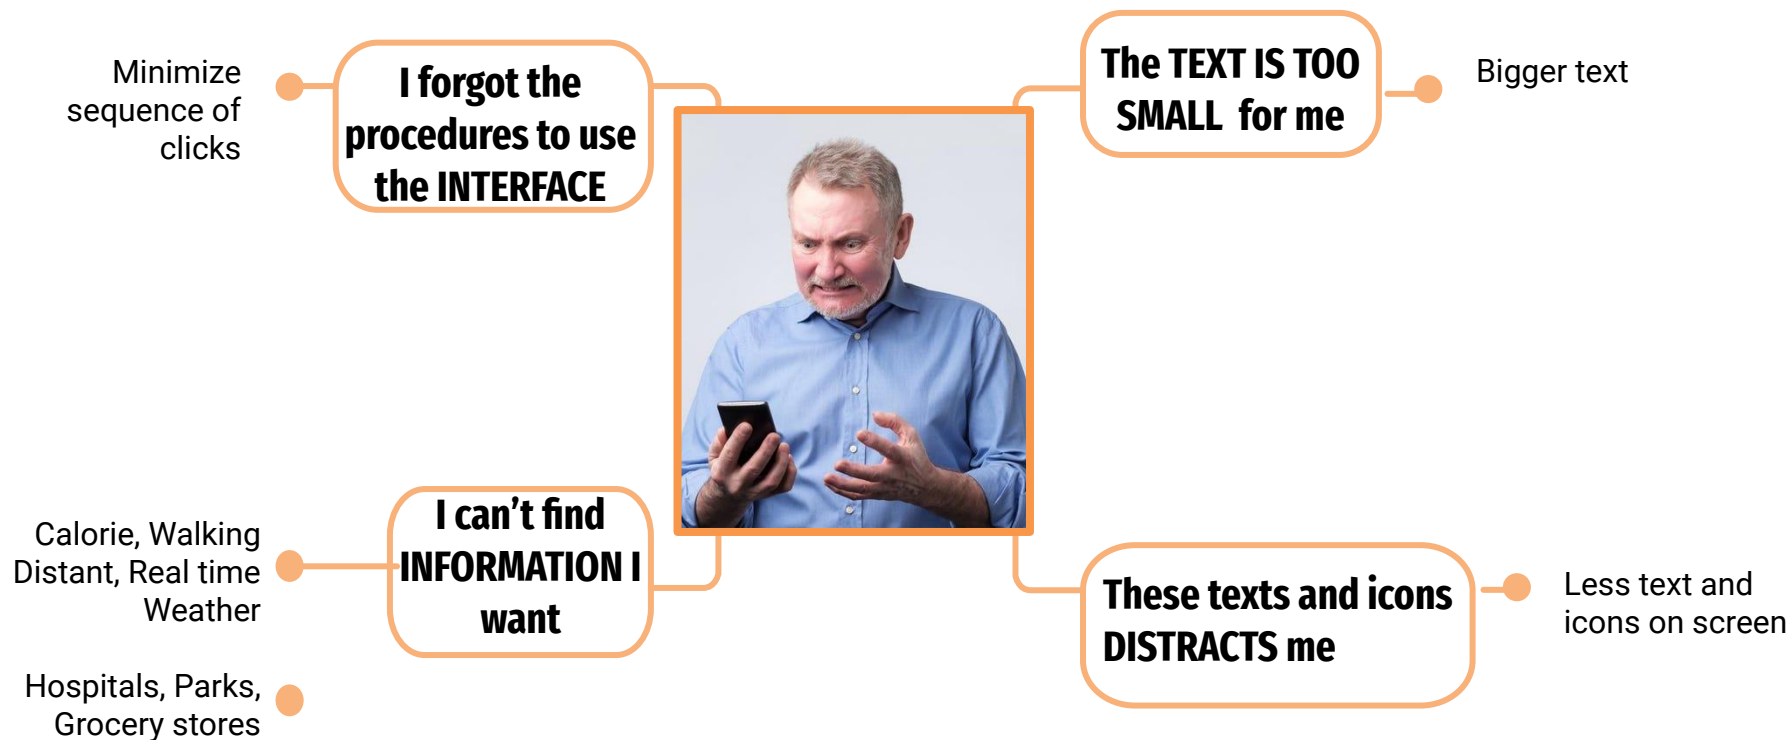 Minimize
sequence of
clicks
I forgot the
procedures to use
the INTERFACE
The TEXT IS TOO
SMALL for me
Bigger text
Calorie, Walking
Distant, Real time
Weather
I can’t find
INFORMATION I
want
These texts and icons
DISTRACTS me
Less text and
icons on screen
Hospitals, Parks,
Grocery stores